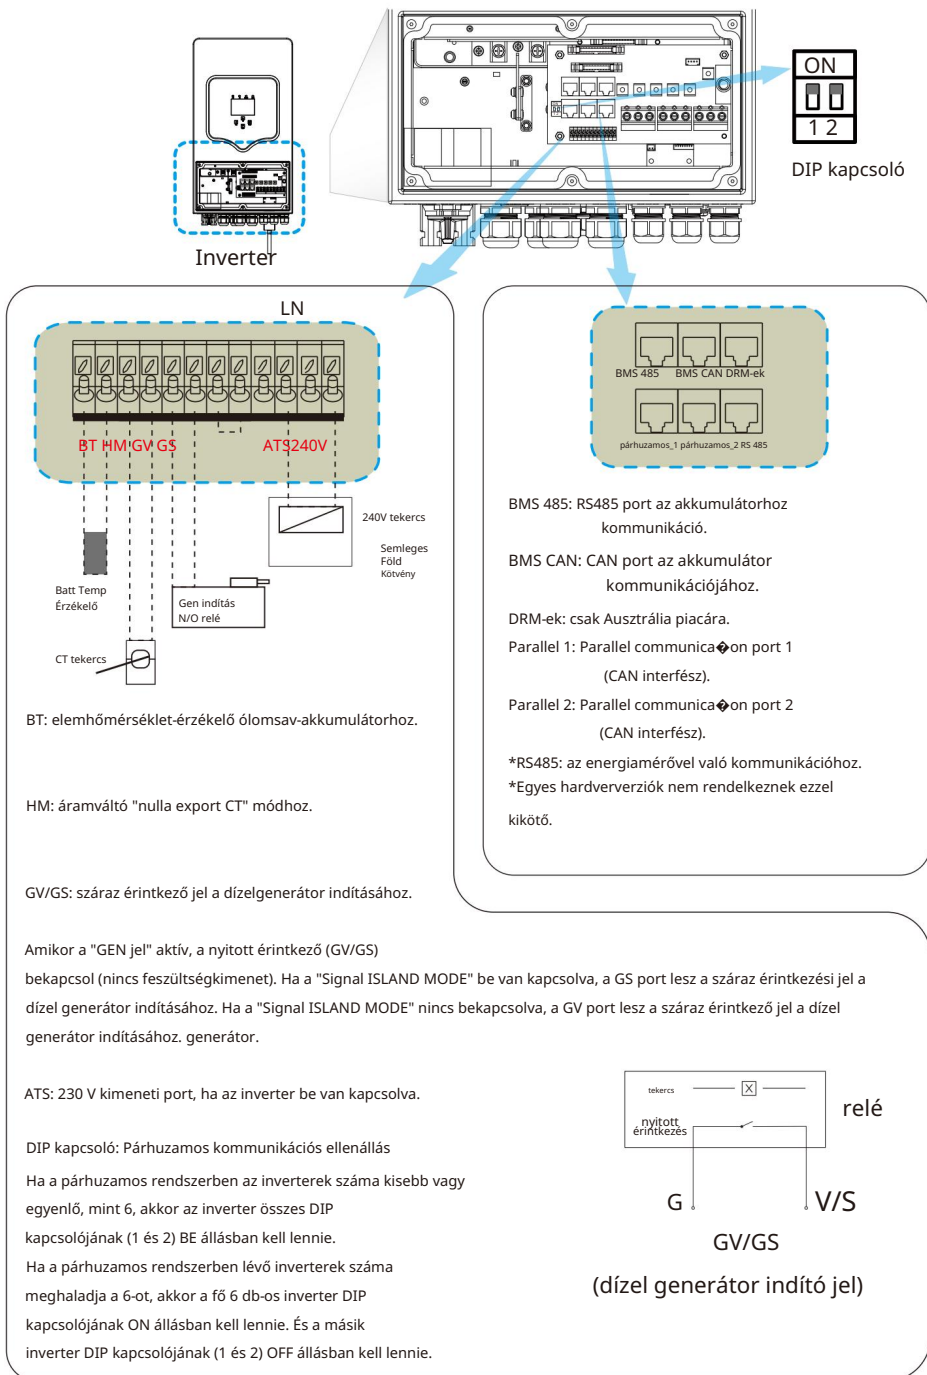 ON
1 2
DIP kapcsoló
Inverter
LN
BT HM GV GS
ATS240V
240V tekercs
Semleges
Föld
Kötvény
Batt Temp
Érzékelő
Gen indítás
N/O relé
CT tekercs
BT: elemhőmérséklet-érzékelő ólomsav-akkumulátorhoz.
HM: áramváltó "nulla export CT" módhoz.
GV/GS: száraz érintkező jel a dízelgenerátor indításához.
BMS 485
BMS CAN DRM-ek
párhuzamos_1 párhuzamos_2 RS 485
BMS 485: RS485 port az akkumulátorhoz
kommunikáció.
BMS CAN: CAN port az akkumulátor
kommunikációjához.
DRM-ek: csak Ausztrália piacára.
Parallel 1: Parallel communica�on port 1
(CAN interfész).
Parallel 2: Parallel communica�on port 2
(CAN interfész).
*RS485: az energiamérővel való kommunikációhoz.
*Egyes hardververziók nem rendelkeznek ezzel
kikötő.
Amikor a "GEN jel" aktív, a nyitott érintkező (GV/GS)
bekapcsol (nincs feszültségkimenet). Ha a "Signal ISLAND MODE" be van kapcsolva, a GS port lesz a száraz érintkezési jel a
dízel generátor indításához. Ha a "Signal ISLAND MODE" nincs bekapcsolva, a GV port lesz a száraz érintkező jel a dízel
generátor indításához. generátor.
ATS: 230 V kimeneti port, ha az inverter be van kapcsolva.
DIP kapcsoló: Párhuzamos kommunikációs ellenállás
Ha a párhuzamos rendszerben az inverterek száma kisebb vagy
egyenlő, mint 6, akkor az inverter összes DIP
kapcsolójának (1 és 2) BE állásban kell lennie.
Ha a párhuzamos rendszerben lévő inverterek száma
meghaladja a 6-ot, akkor a fő 6 db-os inverter DIP
kapcsolójának ON állásban kell lennie. És a másik
inverter DIP kapcsolójának (1 és 2) OFF állásban kell lennie.
tekercs
X
nyitott
érintkezés
relé
G
V/S
GV/GS
(dízel generátor indító jel)